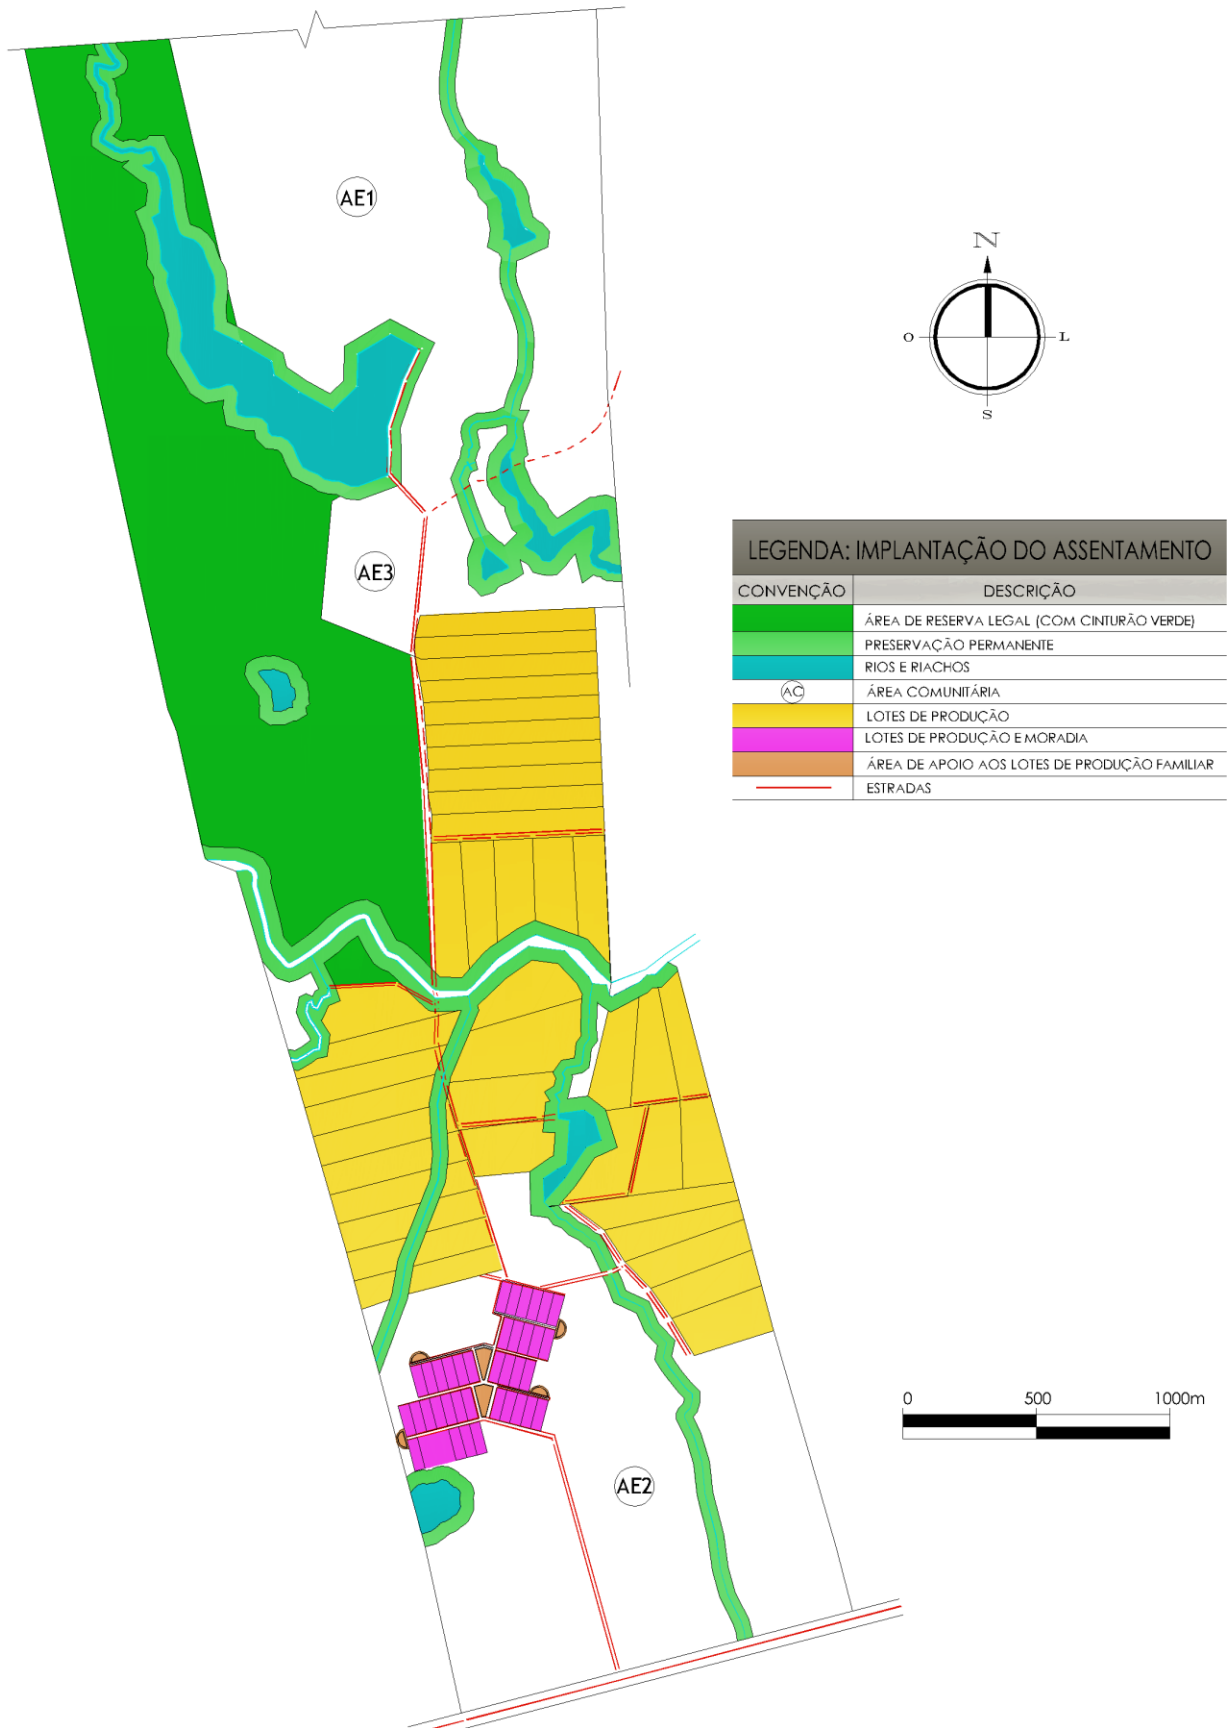 AE1
N
O
L
S
AE3
LEGENDA: IMPLANTAÇÃO DO ASSENTAMENTO
CONVENÇÃO DESCRIÇÃO
ÁREA DE RESERVA LEGAL (COM CINTURÃO VERDE)
PRESERVAÇÃO PERMANENTE
RIOS E RIACHOS
AC ÁREA COMUNITÁRIA
LOTES DE PRODUÇÃO
LOTES DE PRODUÇÃO E MORADIA
ÁREA DE APOIO AOS LOTES DE PRODUÇÃO FAMILIAR
ESTRADAS
0 500 1000m
AE2